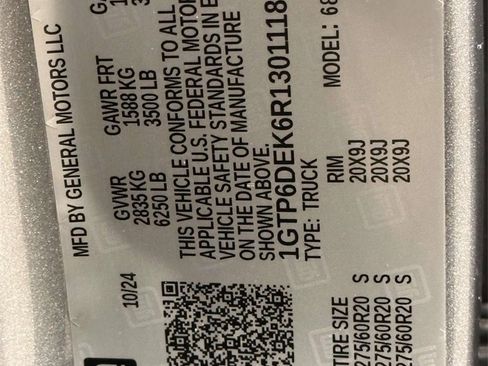 MFD BY GENERAL MOTORS LLC
10/24
GVWR GAWR FRT
2835 KG 1588 KG
6250 LB 3500 LB
THIS VEHICLE CONFORMS TO ALL
APPLICABLE U.S. FEDERAL MOTOR
VEHICLE SAFETY STANDARDS IN
ON THE DATE OF MANUFACTURE
SHOWN ABOVE.
1GTP6DEK6R1301118
TYPE: TRUCK MODEL: 68
TIRE SIZE RIM
275/60R20 S 20X9J
275/60R20 S 20X9J
275/60R20 S 20X9J